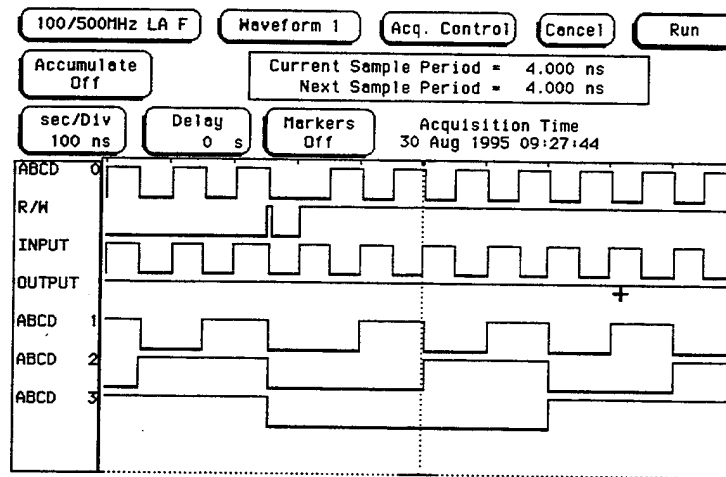 100/500MHz LA F Waveform 1 Acq. Control Cancel Run
Accumulate
Off
Current Sample Period = 4.000 ns
Next Sample Period = 4.000 ns
sec/Div
100 ns
Delay
0 s
Markers
Off
Acquisition Time
30 Aug 1995 09:27:44
ABCD 0
R/W
INPUT
OUTPUT
ABCD 1
ABCD 2
ABCD 3